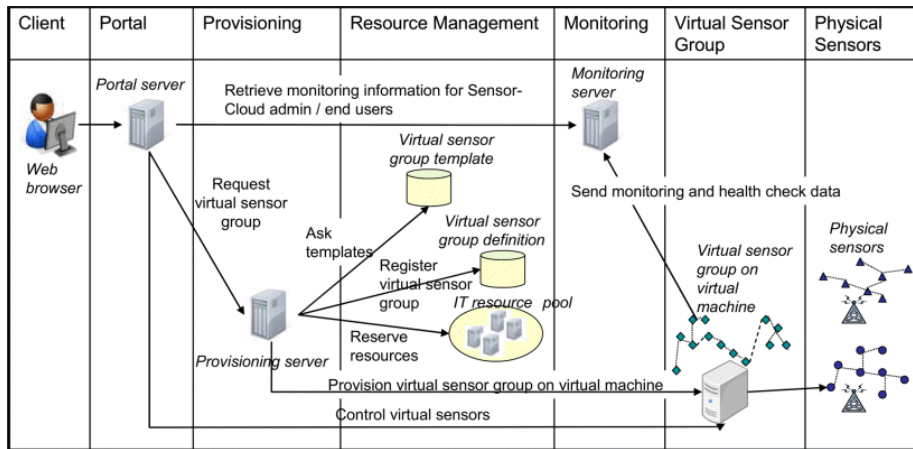 Client
Portal
Provisioning
Resource Management
Monitoring
Virtual Sensor
Group
Physical
Sensors
Portal server
Retrieve monitoring information for Sensor-
Cloud admin / end users
Monitoring
server
Web
browser
Virtual sensor
group template
Request
virtual sensor
group
Send monitoring and health check data
Ask
templates
Virtual sensor
group definition
Physical
sensors
Virtual sensor
group on
virtual
machine
Register
virtual sensor
group
IT resource pool
Reserve
resources
Provisioning server
Provision virtual sensor group on virtual machine
Control virtual sensors